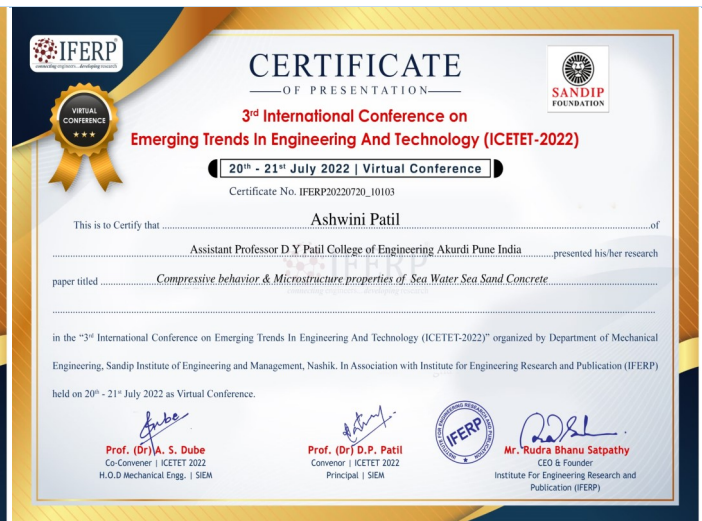 IFERP
connecting engineers... developing research
CERTIFICATE
OF PRESENTATION
SANDIP
FOUNDATION
VIRTUAL
CONFERENCE
3rd International Conference on
Emerging Trends In Engineering And Technology (ICETET-2022)
20th - 21st July 2022 | Virtual Conference
Certificate No. IFERP20220720_10103
This is to Certify that Ashwini Patil of
Assistant Professor D Y Patil College of Engineering Akurdi Pune India presented his/her research
paper titled Compressive behavior & Microstructure properties of Sea Water Sea Sand Concrete
in the “3rd International Conference on Emerging Trends In Engineering And Technology (ICETET-2022)” organized by Department of Mechanical
Engineering, Sandip Institute of Engineering and Management, Nashik. In Association with Institute for Engineering Research and Publication (IFERP)
held on 20th - 21st July 2022 as Virtual Conference.
Prof. (Dr) A. S. Dube
Co-Convener | ICETET 2022
H.O.D Mechanical Engg. | SIEM
Prof. (Dr) D.P. Patil
Convenor | ICETET 2022
Principal | SIEM
INSTITUTE FOR ENGINEERING RESEARCH AND PUBLICATION
IFERP
Mr. Rudra Bhanu Satpathy
CEO & Founder
Institute For Engineering Research and
Publication (IFERP)